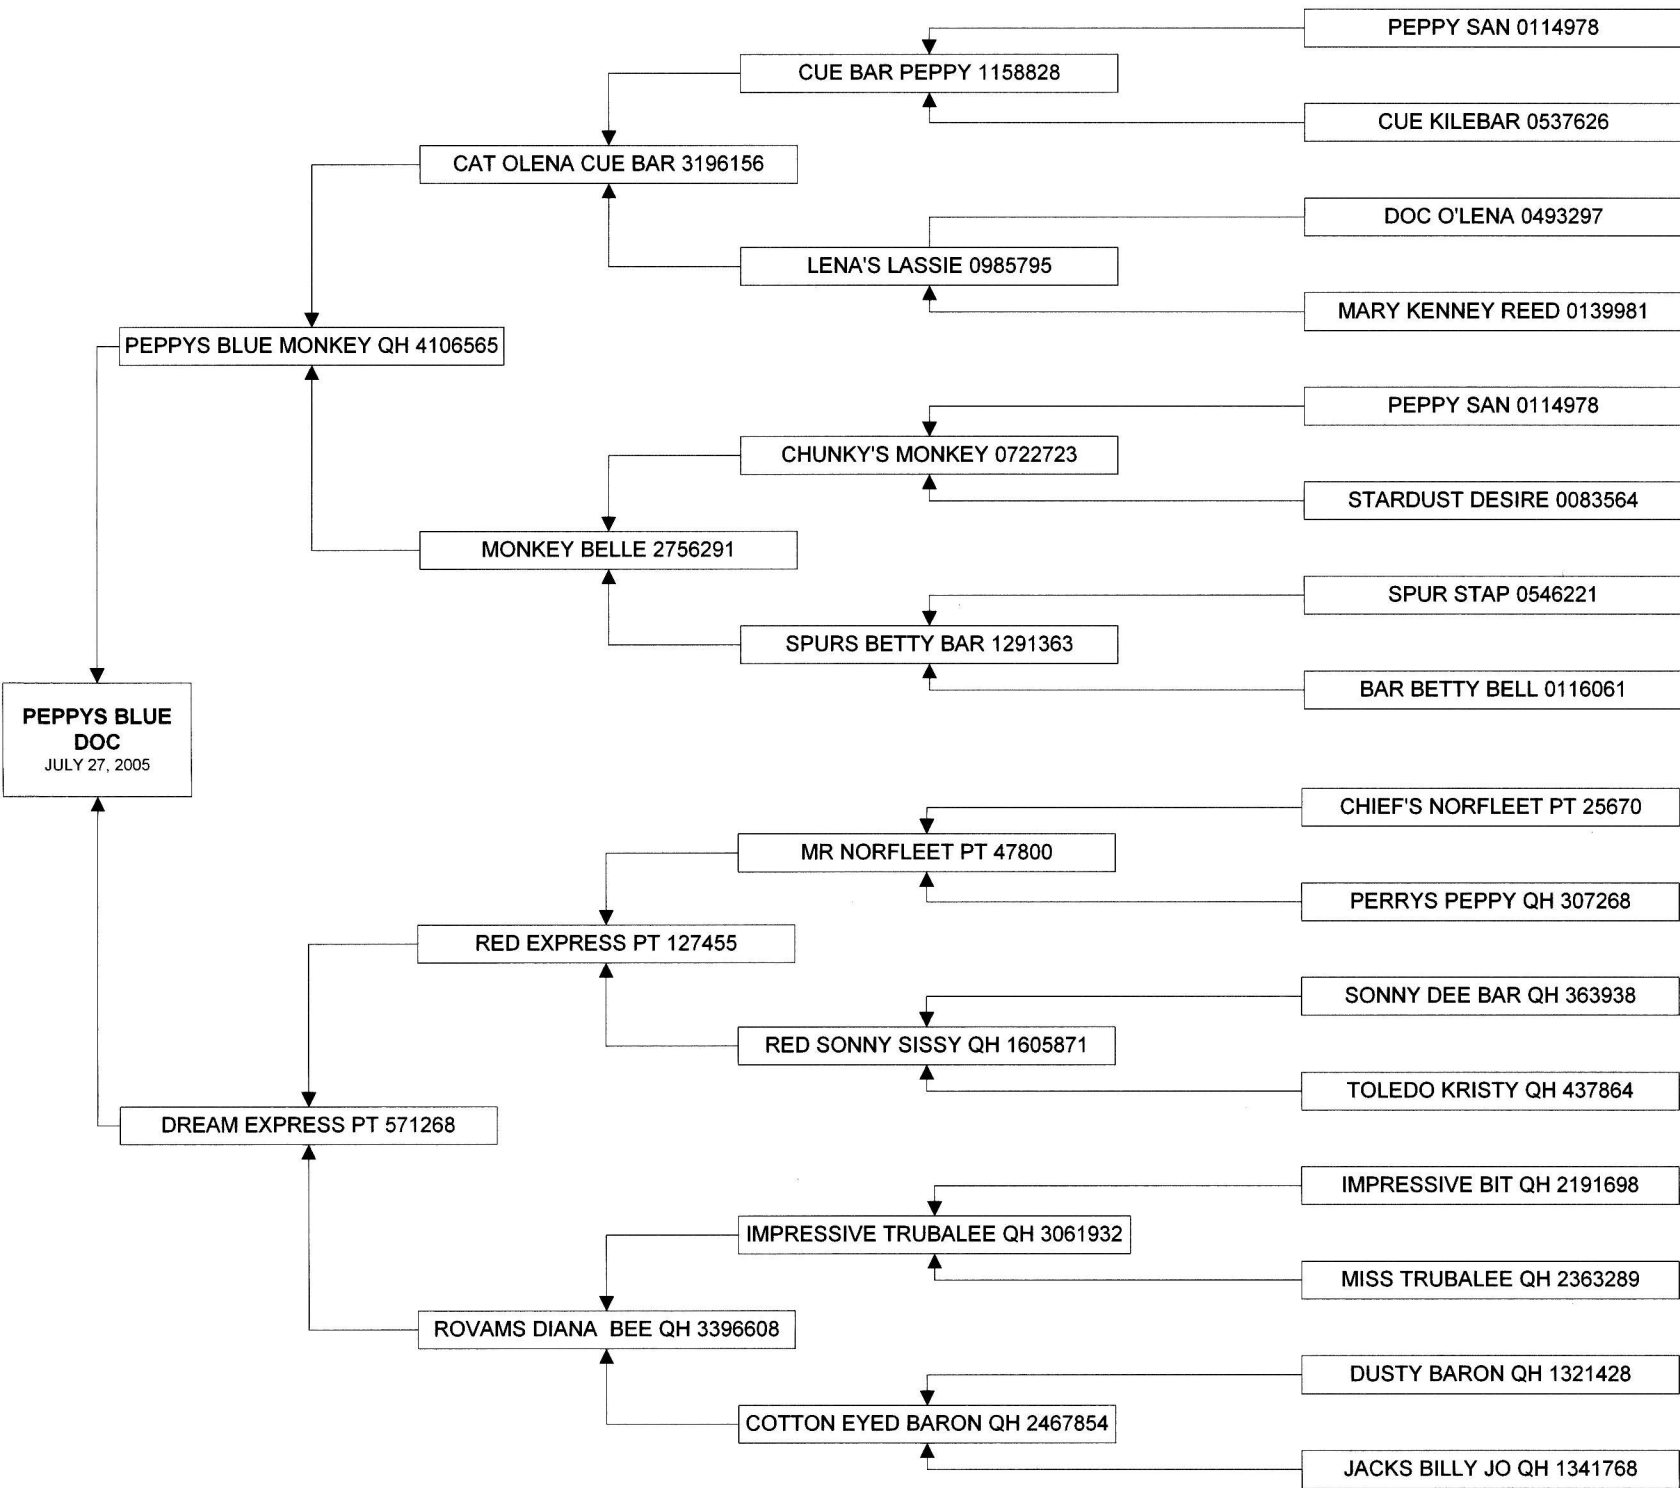 PEPPY SAN 0114978
CUE BAR PEPPY 1158828
CUE KILEBAR 0537626
CAT OLENA CUE BAR 3196156
DOC O'LENA 0493297
LENA'S LASSIE 0985795
MARY KENNEY REED 0139981
PEPPYS BLUE MONKEY QH 4106565
PEPPY SAN 0114978
CHUNKY'S MONKEY 0722723
STARDUST DESIRE 0083564
MONKEY BELLE 2756291
SPUR STAP 0546221
SPURS BETTY BAR 1291363
BAR BETTY BELL 0116061
PEPPYS BLUE
DOC
JULY 27, 2005
CHIEF'S NORFLEET PT 25670
MR NORFLEET PT 47800
PERRYS PEPPY QH 307268
RED EXPRESS PT 127455
SONNY DEE BAR QH 363938
RED SONNY SISSY QH 1605871
TOLEDO KRISTY QH 437864
DREAM EXPRESS PT 571268
IMPRESSIVE BIT QH 2191698
IMPRESSIVE TRUBALEE QH 3061932
MISS TRUBALEE QH 2363289
ROVAMS DIANA  BEE QH 3396608
DUSTY BARON QH 1321428
COTTON EYED BARON QH 2467854
JACKS BILLY JO QH 1341768